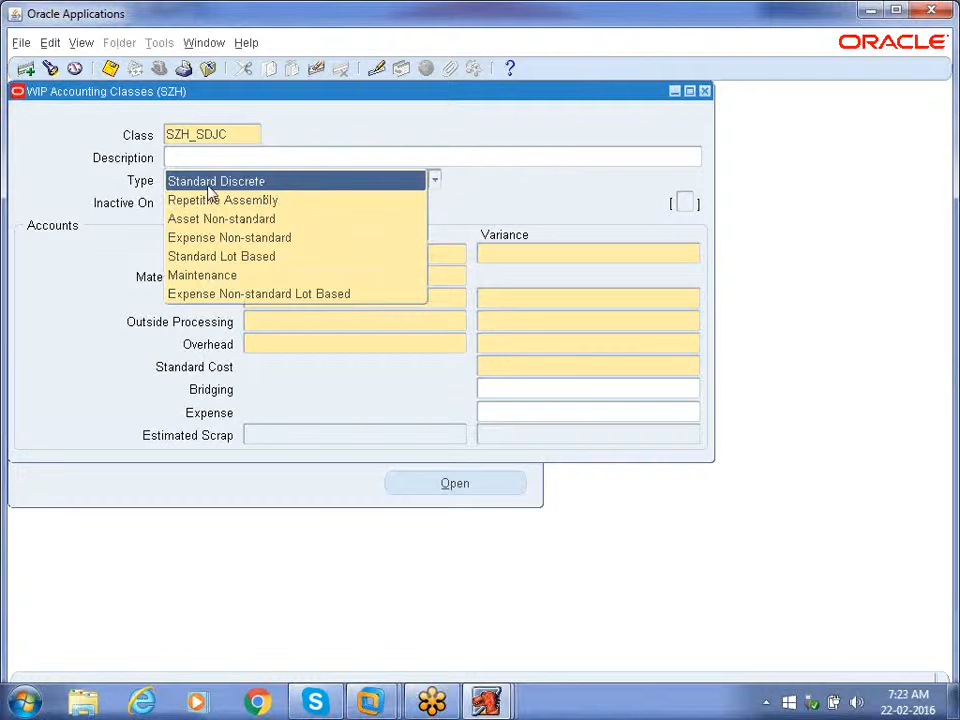 Oracle Applications
File Edit View Folder Tools Window Help
ORACLE
WIP Accounting Classes (SZH)
Class SZH_SDJC
Description
Type Standard Discrete
Repetitive Assembly
Inactive On [ ]
Asset Non-standard
Accounts
Variance
Expense Non-standard
Standard Lot Based
Mate
Maintenance
Expense Non-standard Lot Based
Outside Processing
Overhead
Standard Cost
Bridging
Expense
Estimated Scrap
Open
7:23 AM
22-02-2016